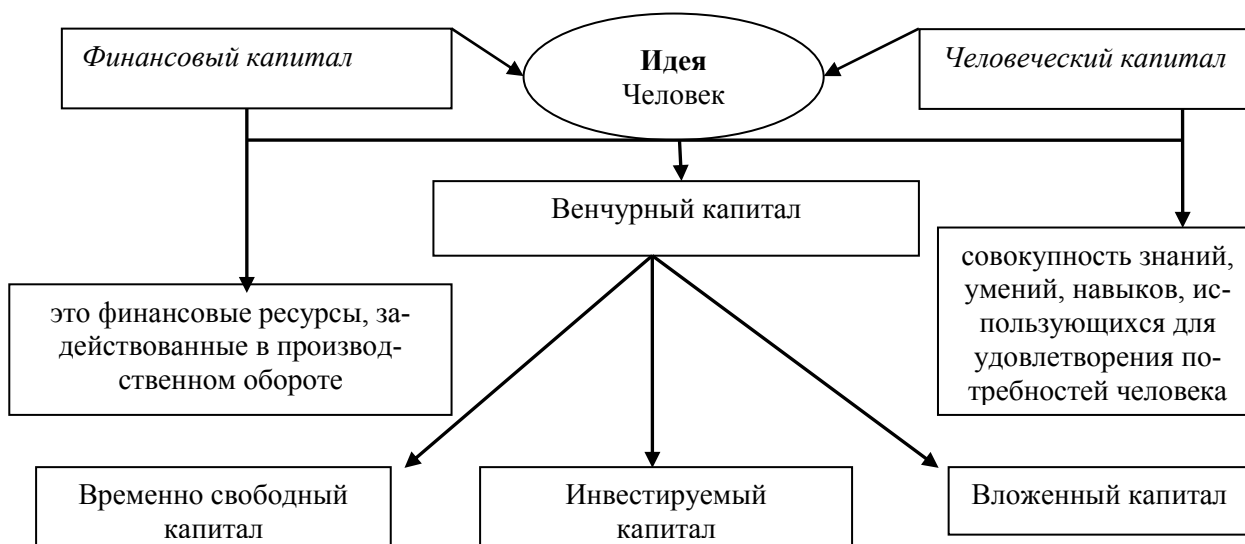 Финансовый капитал
Идея
Человек
Человеческий капитал
Венчурный капитал
это финансовые ресурсы, за-
действованные в производ-
ственном обороте
совокупность знаний,
умений, навыков, ис-
пользующихся для
удовлетворения по-
требностей человека
Временно свободный
капитал
Инвестируемый
капитал
Вложенный капитал